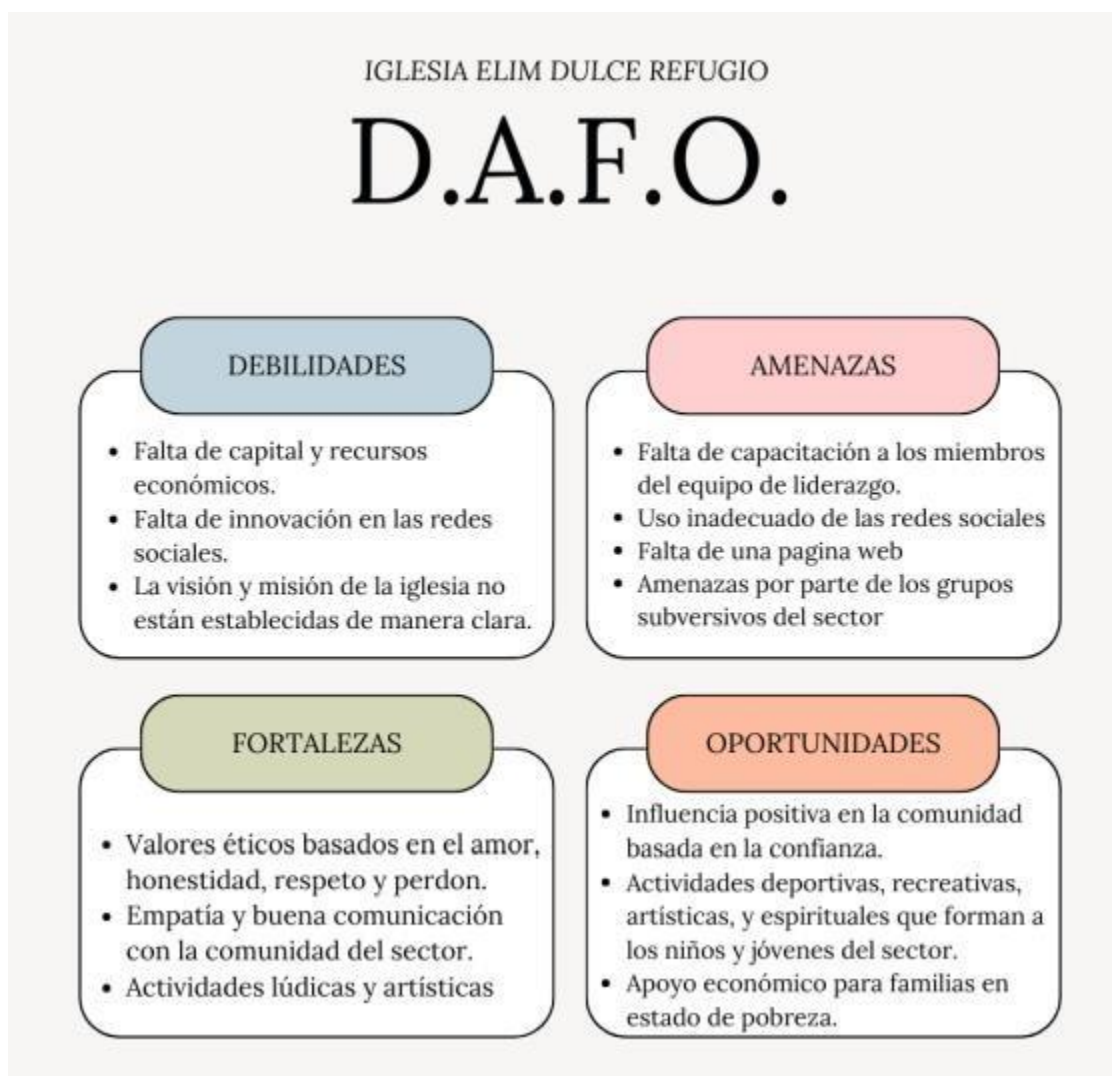 IGLESIA ELIM DULCE REFUGIO
D.A.F.O.
DEBILIDADES
• Falta de capital y recursos
económicos.
• Falta de innovación en las redes
sociales.
• La visión y misión de la iglesia no
están establecidas de manera clara.
AMENAZAS
• Falta de capacitación a los miembros
del equipo de liderazgo.
• Uso inadecuado de las redes sociales
• Falta de una pagina web
• Amenazas por parte de los grupos
subversivos del sector
FORTALEZAS
• Valores éticos basados en el amor,
honestidad, respeto y perdon.
• Empatía y buena comunicación
con la comunidad del sector.
• Actividades lúdicas y artísticas
OPORTUNIDADES
• Influencia positiva en la comunidad
basada en la confianza.
• Actividades deportivas, recreativas,
artísticas, y espirituales que forman a
los niños y jóvenes del sector.
• Apoyo económico para familias en
estado de pobreza.